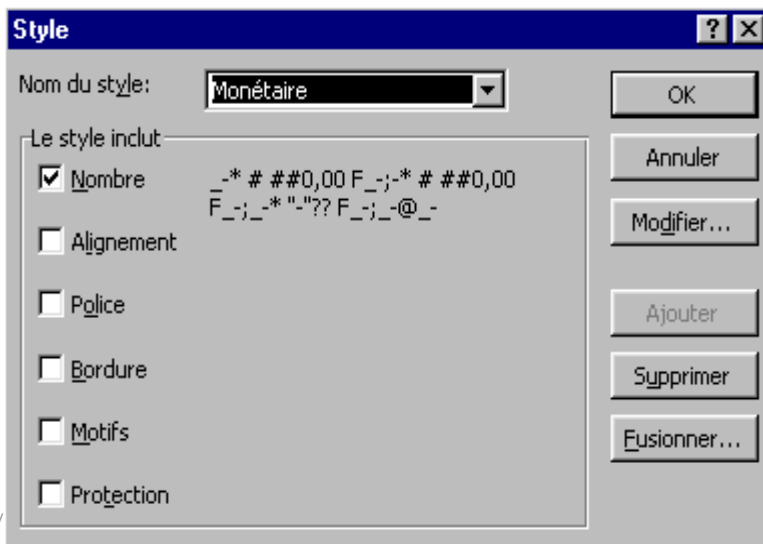 Style
Nom du style: Monétaire OK
Le style inclut
Annuler
Nombre _-* # ##0,00 F_-;-* # ##0,00
F_-;_-* "-"?? F_-;_-@_-
Modifier...
Alignement
Police
Ajouter
Bordure
Supprimer
Motifs
Fusionner...
Protection